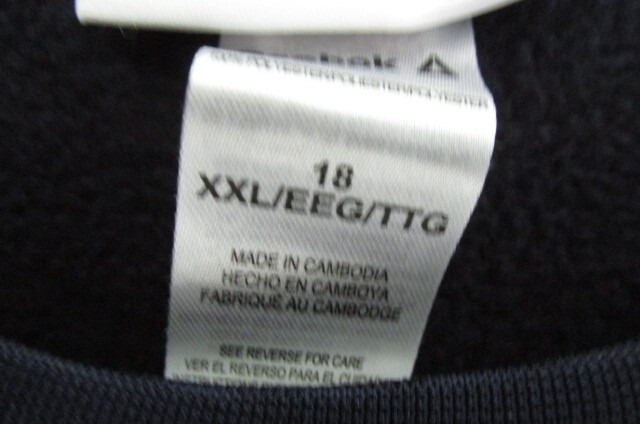 18
XXL/EEG/TTG
MADE IN CAMBODIA
HECHO EN CAMBOYA
FABRIQUÉ AU CAMBODGE
SEE REVERSE FOR CARE
VER EL REVERSO PARA EL CUIDA